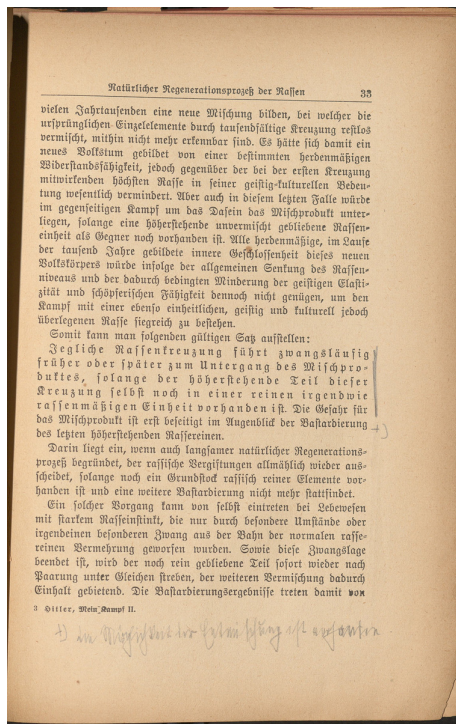 Natürlicher Regenerationsprozeß der Rassen 33
vielen Jahrtausenden eine neue Mischung bilden, bei welcher die
ursprünglichen Einzelelemente durch tausendfältige Kreuzung restlos
vermischt, mithin nicht mehr erkennbar sind. Es hätte sich damit ein
neues Volkstum gebildet von einer bestimmten herdenmäßigen
Widerstandsfähigkeit, jedoch gegenüber der bei der ersten Kreuzung
mitwirkenden höchsten Rasse in seiner geistig-kulturellen Bedeu-
tung wesentlich vermindert. Aber auch in diesem letzten Falle würde
im gegenseitigen Kampf um das Dasein das Mischprodukt unter-
liegen, solange eine höherstehende unvermischt gebliebene Rassen-
einheit als Gegner noch vorhanden ist. Alle herdenmäßige, im Laufe
der tausend Jahre gebildete innere Geschlossenheit dieses neuen
Volkskörpers würde infolge der allgemeinen Senkung des Rassen-
niveaus und der dadurch bedingten Minderung der geistigen Elasti-
zität und schöpferischen Fähigkeit dennoch nicht genügen, um den
Kampf mit einer ebenso einheitlichen, geistig und kulturell jedoch
überlegenen Rasse siegreich zu bestehen.
Somit kann man folgenden gültigen Satz aufstellen:
Jegliche Rassenkreuzung führt zwangsläufig
früher oder später zum Untergang des Mischpro-
duktes, solange der höherstehende Teil dieser
Kreuzung selbst noch in einer reinen irgendwie
rassenmäßigen Einheit vorhanden ist. Die Gefahr für
das Mischprodukt ist erst beseitigt im Augenblick der Bastardierung
des letzten höherstehenden Rassereinen.
Darin liegt ein, wenn auch langsamer natürlicher Regenerations-
prozeß begründet, der rassische Vergiftungen allmählich wieder aus-
scheidet, solange noch ein Grundstock rassisch reiner Elemente vor-
handen ist und eine weitere Bastardierung nicht mehr stattfindet.
Ein solcher Vorgang kann von selbst eintreten bei Lebewesen
mit starkem Rasseinstinkt, die nur durch besondere Umstände oder
irgendeinen besonderen Zwang aus der Bahn der normalen rasse-
reinen Vermehrung geworfen wurden. Sowie diese Zwangslage
beendet ist, wird der noch rein gebliebene Teil sofort wieder nach
Paarung unter Gleichen streben, der weiteren Vermischung dadurch
Einhalt gebietend. Die Bastardierungsergebnisse treten damit von
3 Hitler, Mein Kampf II.
+) die Möglichkeit der ist vorhanden